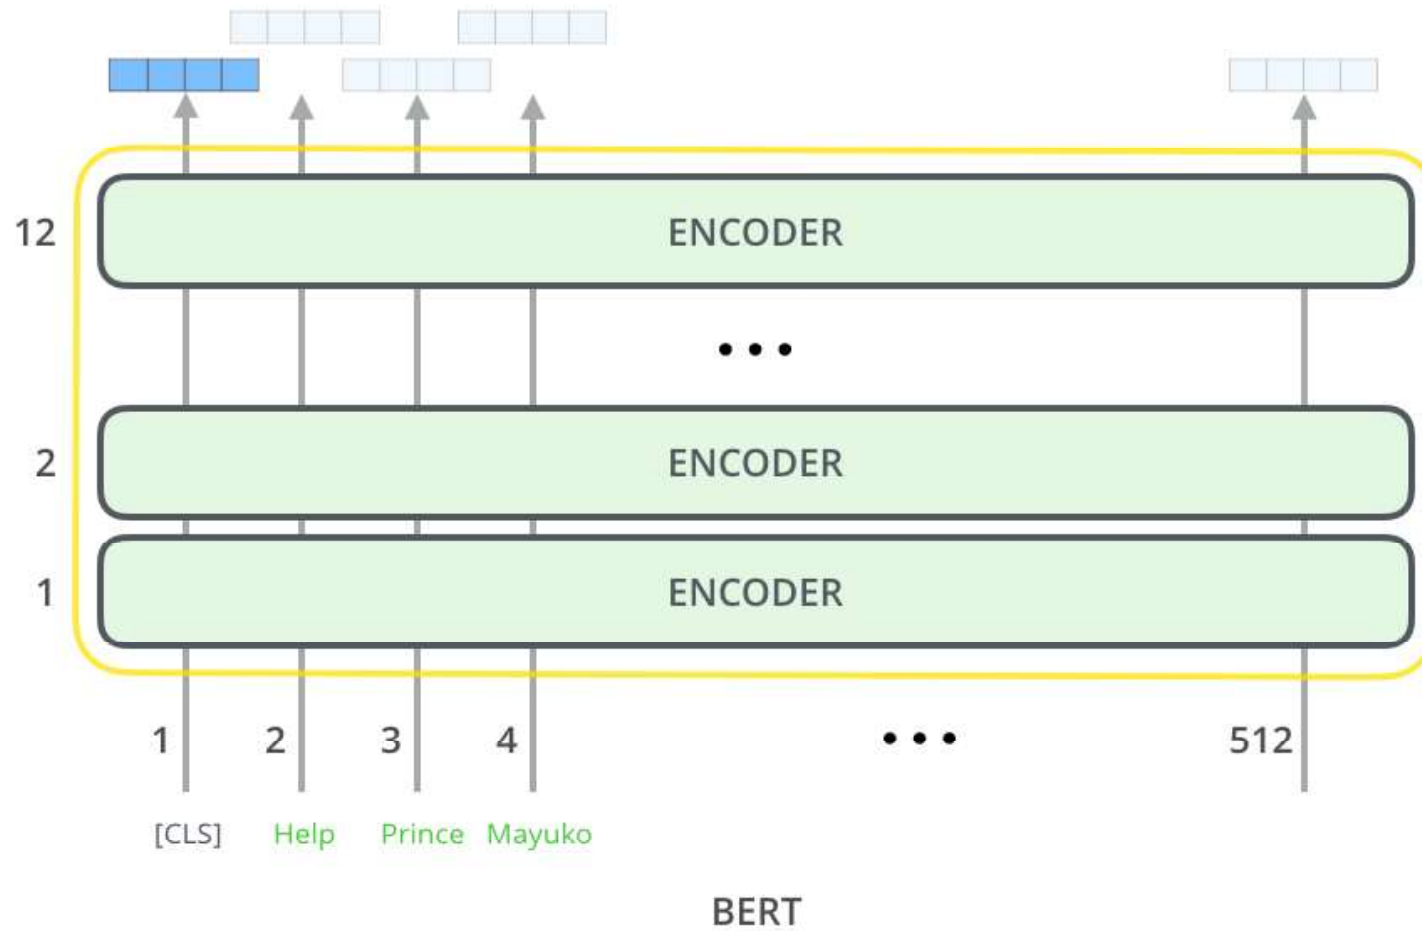 12 ENCODER
...
2 ENCODER
1 ENCODER
1 2 3 4 ... 512
[CLS] Help Prince Mayuko
BERT